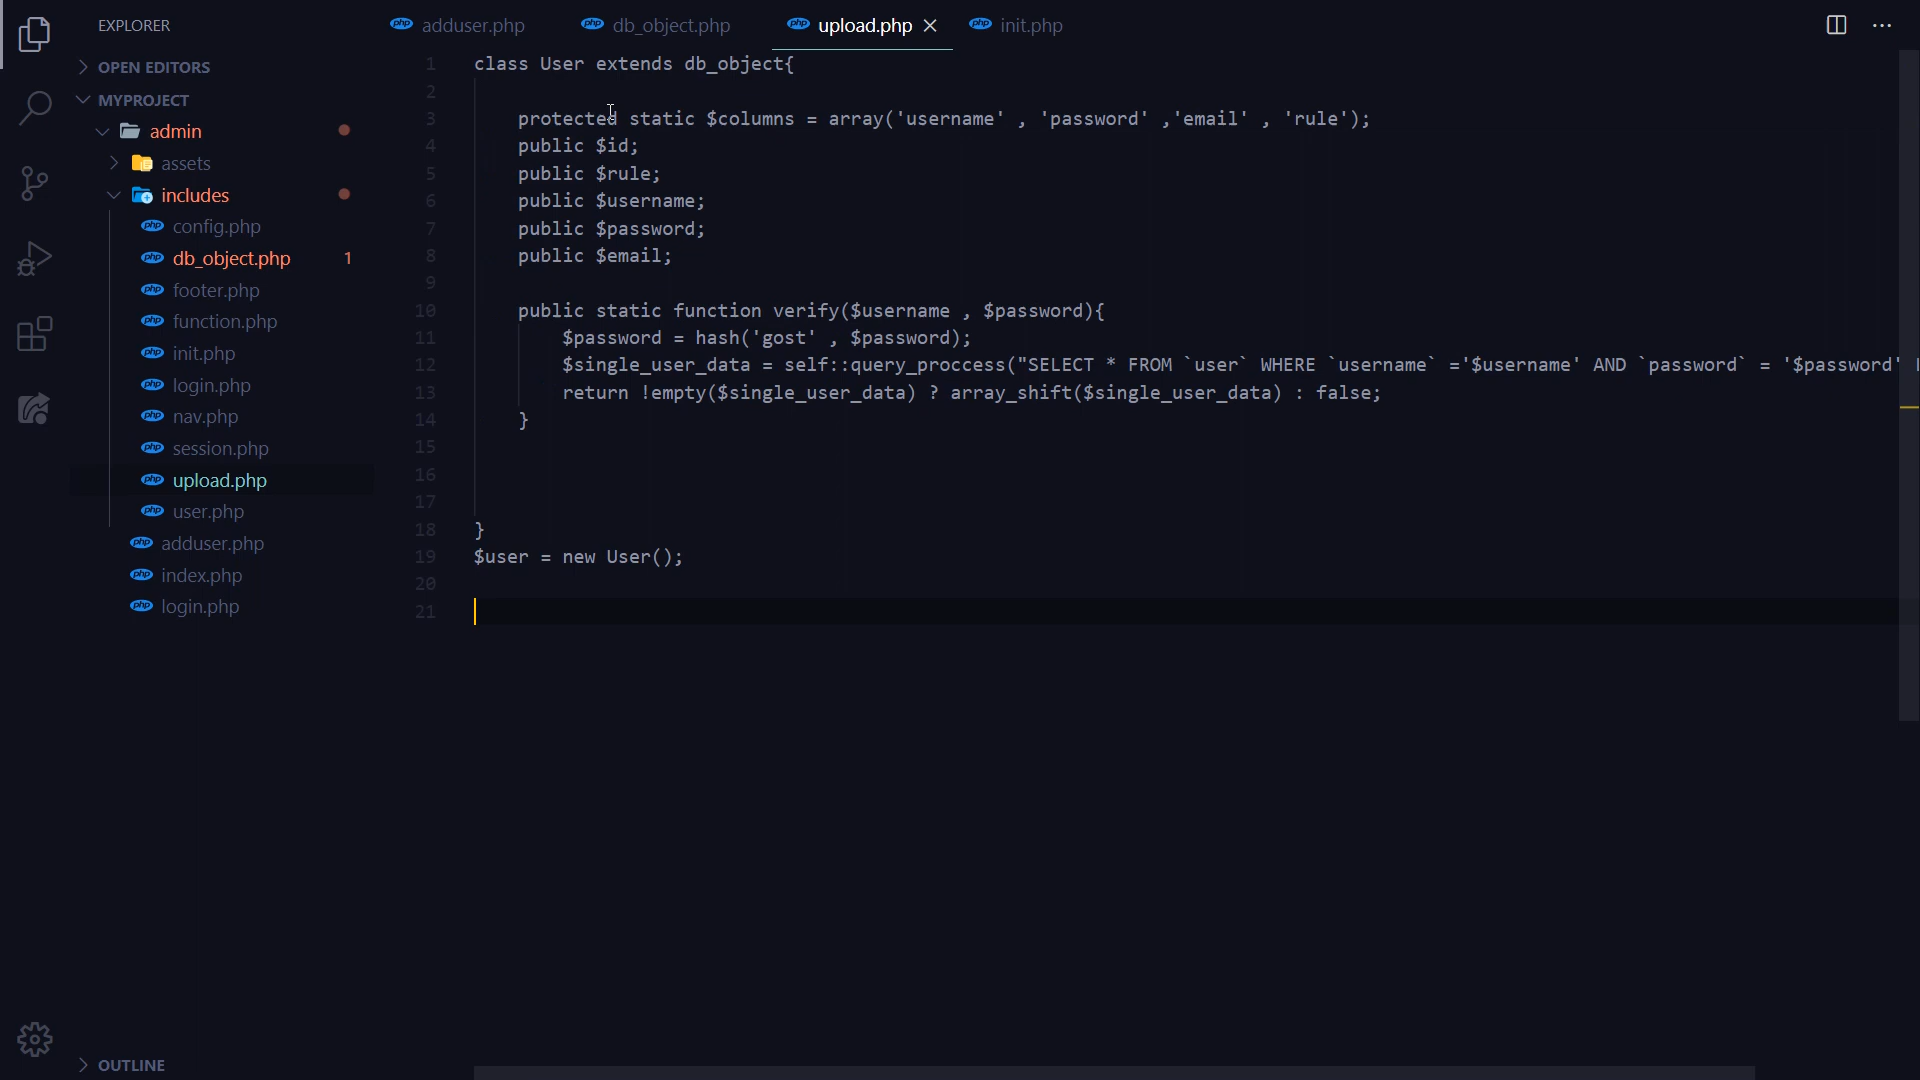 EXPLORER
OPEN EDITORS
MYPROJECT
admin
assets
includes
config.php
db_object.php 1
footer.php
function.php
init.php
login.php
nav.php
session.php
upload.php
user.php
adduser.php
index.php
login.php
OUTLINE
adduser.php db_object.php upload.php init.php
1 class User extends db_object{
2
3 protected static $columns = array('username' , 'password' ,'email' , 'rule');
4 public $id;
5 public $rule;
6 public $username;
7 public $password;
8 public $email;
9
10 public static function verify($username , $password){
11 $password = hash('gost' , $password);
12 $single_user_data = self::query_proccess("SELECT * FROM `user` WHERE `username` ='$username' AND `password` = '$password'
13 return !empty($single_user_data) ? array_shift($single_user_data) : false;
14 }
15
16
17
18 }
19 $user = new User();
20
21